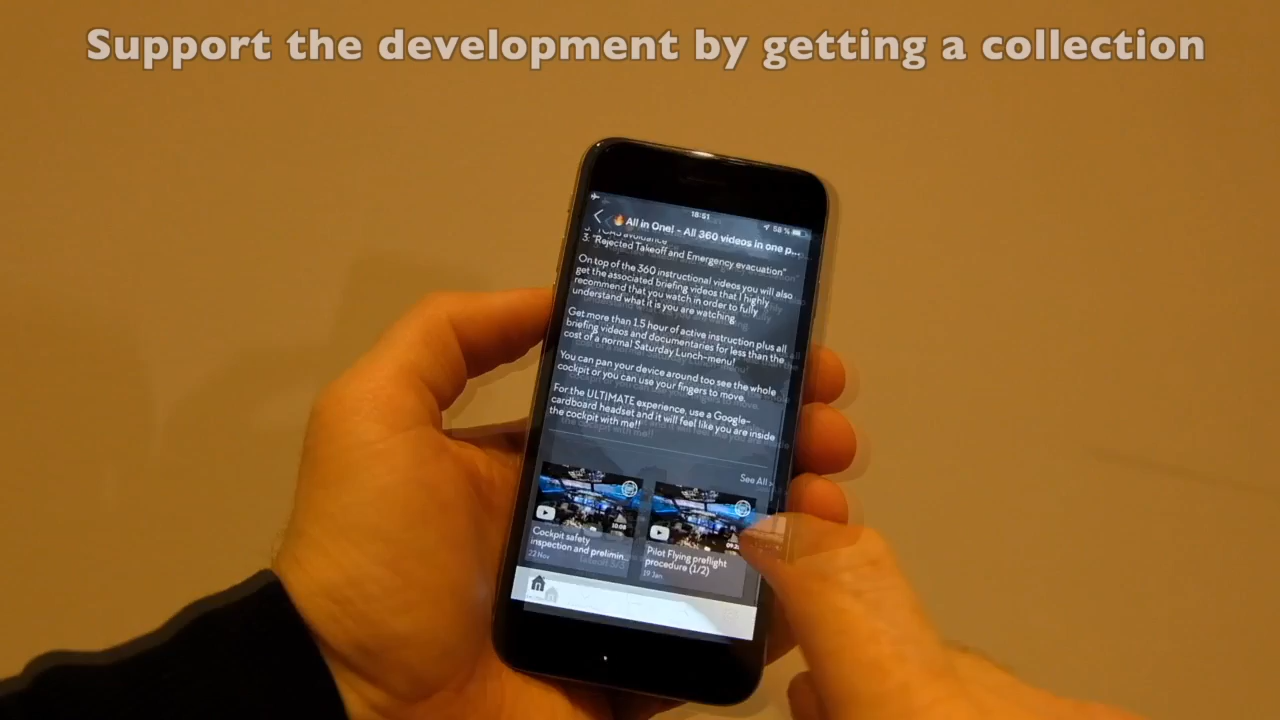 Support the development by getting a collection
18:51
58 %
🔥All in One! - All 360 videos in one p...
3. "Rejected Takeoff and Emergency evacuation"
On top of the 360 instructional videos you will also
get the associated briefing videos that I highly
recommend that you watch in order to fully
understand what it is you are watching.
Get more than 1.5 hour of active instruction plus all
briefing videos and documentaries for less than the
cost of a normal Saturday Lunch-menu!
You can pan your device around too see the whole
cockpit or you can use your fingers to move.
For the ULTIMATE experience, use a Google-
cardboard headset and it will feel like you are inside
the cockpit with me!!
See All >
10:08
Cockpit safety
inspection and prelimin...
22 Nov
Pilot Flying preflight
procedure (1/2)
19 Jan